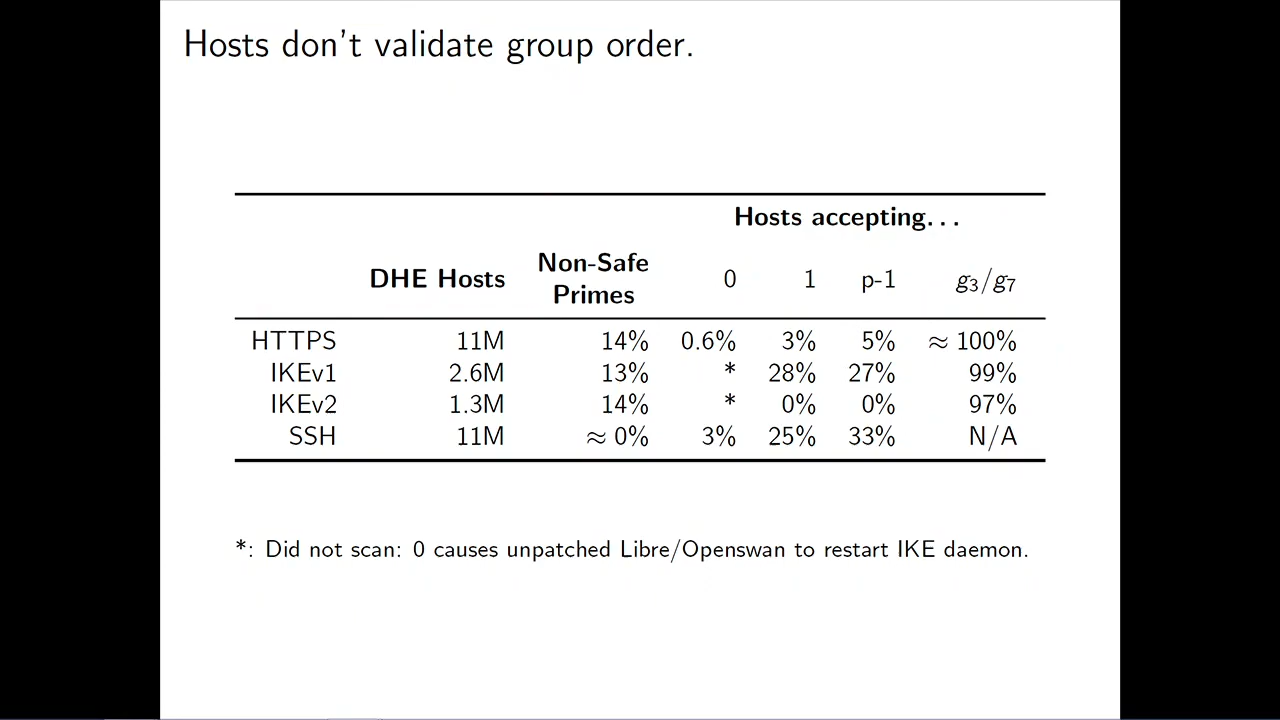 Hosts don't validate group order.
Hosts accepting...
DHE Hosts Non-Safe Primes 0 1 p-1 g₃/g₇
HTTPS 11M 14% 0.6% 3% 5% ≈ 100%
IKEv1 2.6M 13% * 28% 27% 99%
IKEv2 1.3M 14% * 0% 0% 97%
SSH 11M ≈ 0% 3% 25% 33% N/A
*: Did not scan: 0 causes unpatched Libre/Openswan to restart IKE daemon.